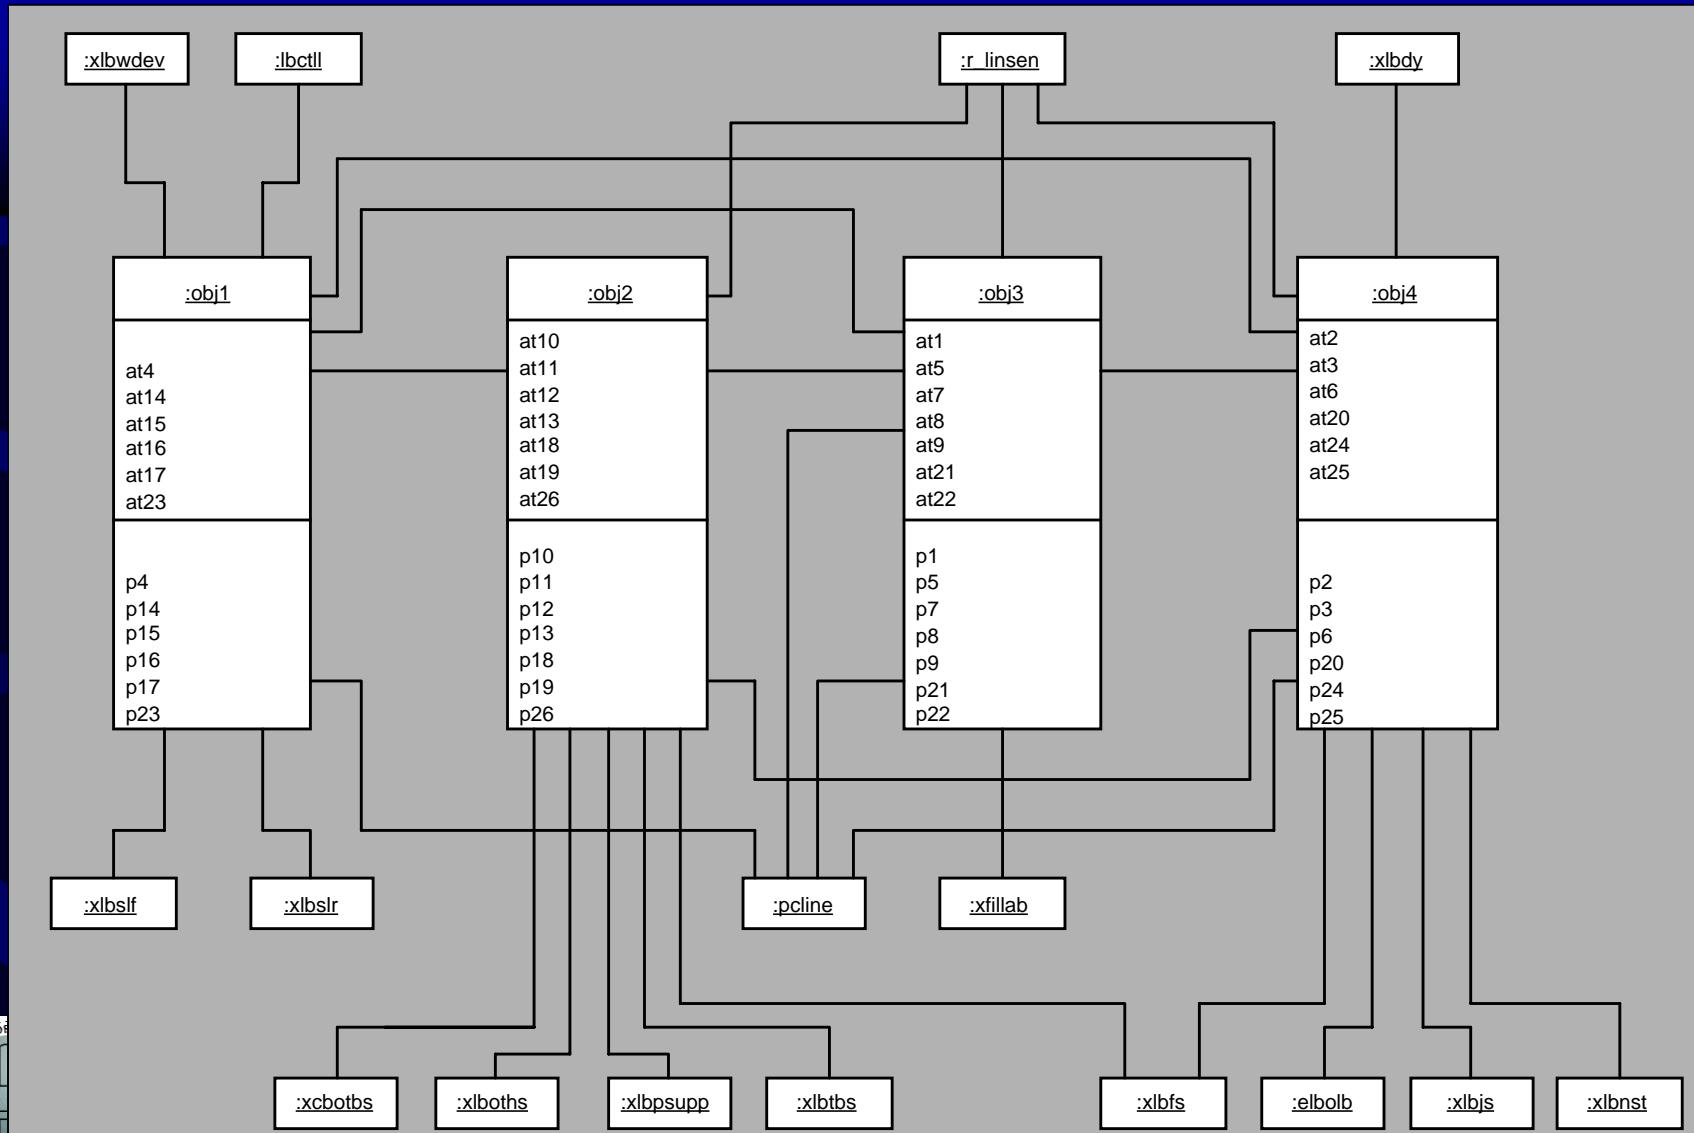 :xlbwdev
:lbctll
:r_linsen
:xlbdy
:obj1
at4
at14
at15
at16
at17
at23
p4
p14
p15
p16
p17
p23
:obj2
at10
at11
at12
at13
at18
at19
at26
p10
p11
p12
p13
p18
p19
p26
:obj3
at1
at5
at7
at8
at9
at21
at22
p1
p5
p7
p8
p9
p21
p22
:obj4
at2
at3
at6
at20
at24
at25
p2
p3
p6
p20
p24
p25
:xlbslf
:xlbslr
:pcline
:xfillab
:xcbotbs
:xlboths
:xlbpsupp
:xlbtbs
:xlbfs
:elbolb
:xlbjs
:xlbnst